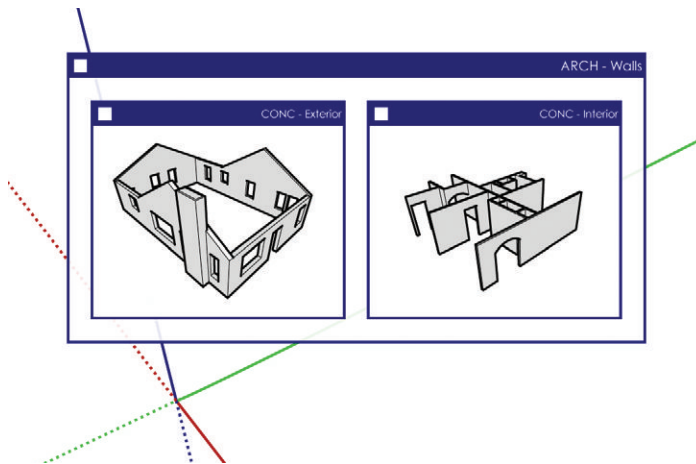 ARCH - Walls
CONC - Exterior
CONC - Interior